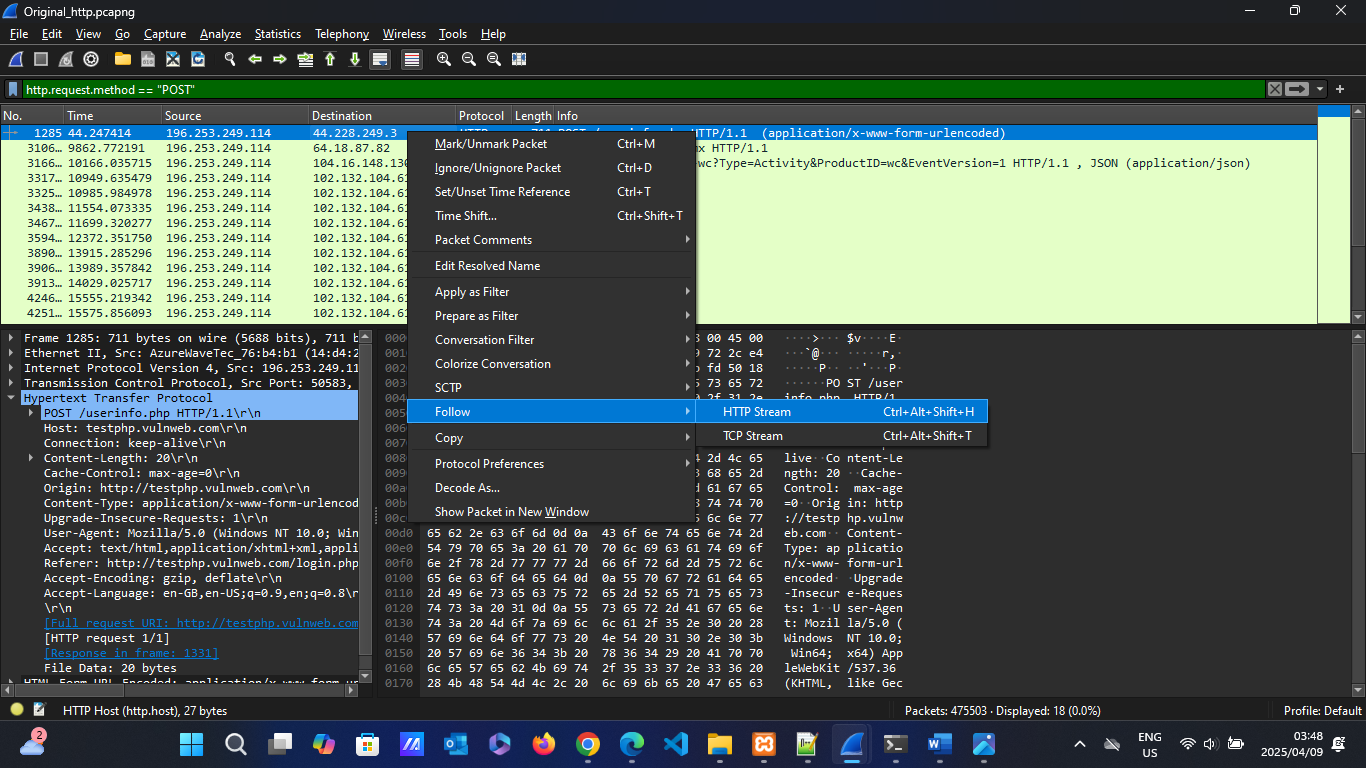 Original_http.pcapng
File Edit View Go Capture Analyze Statistics Telephony Wireless Tools Help
http.request.method == "POST"
No. Time Source Destination Protocol Length Info
1285 44.247414 196.253.249.114 44.228.249.3 HTTP/1.1 (application/x-www-form-urlencoded)
3106… 9862.772191 196.253.249.114 64.18.87.82 HTTP/1.1
3166… 10166.035715 196.253.249.114 104.16.148.130 wc?Type=Activity&ProductID=wc&EventVersion=1 HTTP/1.1 , JSON (application/json)
3317… 10949.635479 196.253.249.114 102.132.104.61
3325… 10985.984978 196.253.249.114 102.132.104.61
3438… 11554.073335 196.253.249.114 102.132.104.61
3467… 11699.320277 196.253.249.114 102.132.104.61
3594… 12372.351750 196.253.249.114 102.132.104.61
3890… 13915.285296 196.253.249.114 102.132.104.61
3906… 13989.357842 196.253.249.114 102.132.104.61
3913… 14029.025717 196.253.249.114 102.132.104.61
4246… 15555.219342 196.253.249.114 102.132.104.61
4251… 15575.856093 196.253.249.114 102.132.104.61
Mark/Unmark Packet Ctrl+M
Ignore/Unignore Packet Ctrl+D
Set/Unset Time Reference Ctrl+T
Time Shift... Ctrl+Shift+T
Packet Comments
Edit Resolved Name
Apply as Filter
Prepare as Filter
Conversation Filter
Colorize Conversation
SCTP
Follow
Copy
Protocol Preferences
Decode As...
Show Packet in New Window
HTTP Stream Ctrl+Alt+Shift+H
TCP Stream Ctrl+Alt+Shift+T
Frame 1285: 711 bytes on wire (5688 bits), 711 b
Ethernet II, Src: AzureWaveTec_76:b4:b1 (14:d4:2
Internet Protocol Version 4, Src: 196.253.249.11
Transmission Control Protocol, Src Port: 50583,
Hypertext Transfer Protocol
POST /userinfo.php HTTP/1.1\r\n
Host: testphp.vulnweb.com\r\n
Connection: keep-alive\r\n
Content-Length: 20\r\n
Cache-Control: max-age=0\r\n
Origin: http://testphp.vulnweb.com\r\n
Content-Type: application/x-www-form-urlencod
Upgrade-Insecure-Requests: 1\r\n
User-Agent: Mozilla/5.0 (Windows NT 10.0; Win
Accept: text/html,application/xhtml+xml,appli
Referer: http://testphp.vulnweb.com/login.php
Accept-Encoding: gzip, deflate\r\n
Accept-Language: en-GB,en-US;q=0.9,en;q=0.8\r
\r\n
[Full request URI: http://testphp.vulnweb.com
[HTTP request 1/1]
[Response in frame: 1331]
File Data: 20 bytes
HTML Form URL Encoded: application/x-www-form-ur
00 45 00 ····>· $v····E·
72 2c e4 ···`@··· ·····r,·
fd 50 18 ······P· ··'··P·
73 65 72 ······PO ST /user
2f 31 2e info.php HTTP/1.
2d 4c 65 live··Co ntent-Le
68 65 2d ngth: 20 ··Cache-
d 61 67 65 Control: max-age
74 74 70 =0··Orig in: http
6c 6e 77 ://testp hp.vulnw
00d0 65 62 2e 63 6f 6d 0d 0a 43 6f 6e 74 65 6e 74 2d eb.com·· Content-
00e0 54 79 70 65 3a 20 61 70 70 6c 69 63 61 74 69 6f Type: ap plicatio
00f0 6e 2f 78 2d 77 77 77 2d 66 6f 72 6d 2d 75 72 6c n/x-www- form-url
0100 65 6e 63 6f 64 65 64 0d 0a 55 70 67 72 61 64 65 encoded· ·Upgrade
0110 2d 49 6e 73 65 63 75 72 65 2d 52 65 71 75 65 73 -Insecur e-Reques
0120 74 73 3a 20 31 0d 0a 55 73 65 72 2d 41 67 65 6e ts: 1··U ser-Agen
0130 74 3a 20 4d 6f 7a 69 6c 6c 61 2f 35 2e 30 20 28 t: Mozil la/5.0 (
0140 57 69 6e 64 6f 77 73 20 4e 54 20 31 30 2e 30 3b Windows NT 10.0;
0150 20 57 69 6e 36 34 3b 20 78 36 34 29 20 41 70 70 Win64; x64) App
0160 6c 65 57 65 62 4b 69 74 2f 35 33 37 2e 33 36 20 leWebKit /537.36
0170 28 4b 48 54 4d 4c 2c 20 6c 69 6b 65 20 47 65 63 (KHTML, like Gec
HTTP Host (http.host), 27 bytes
Packets: 475503 · Displayed: 18 (0.0%)
Profile: Default
2
ENG
US
03:48
2025/04/09